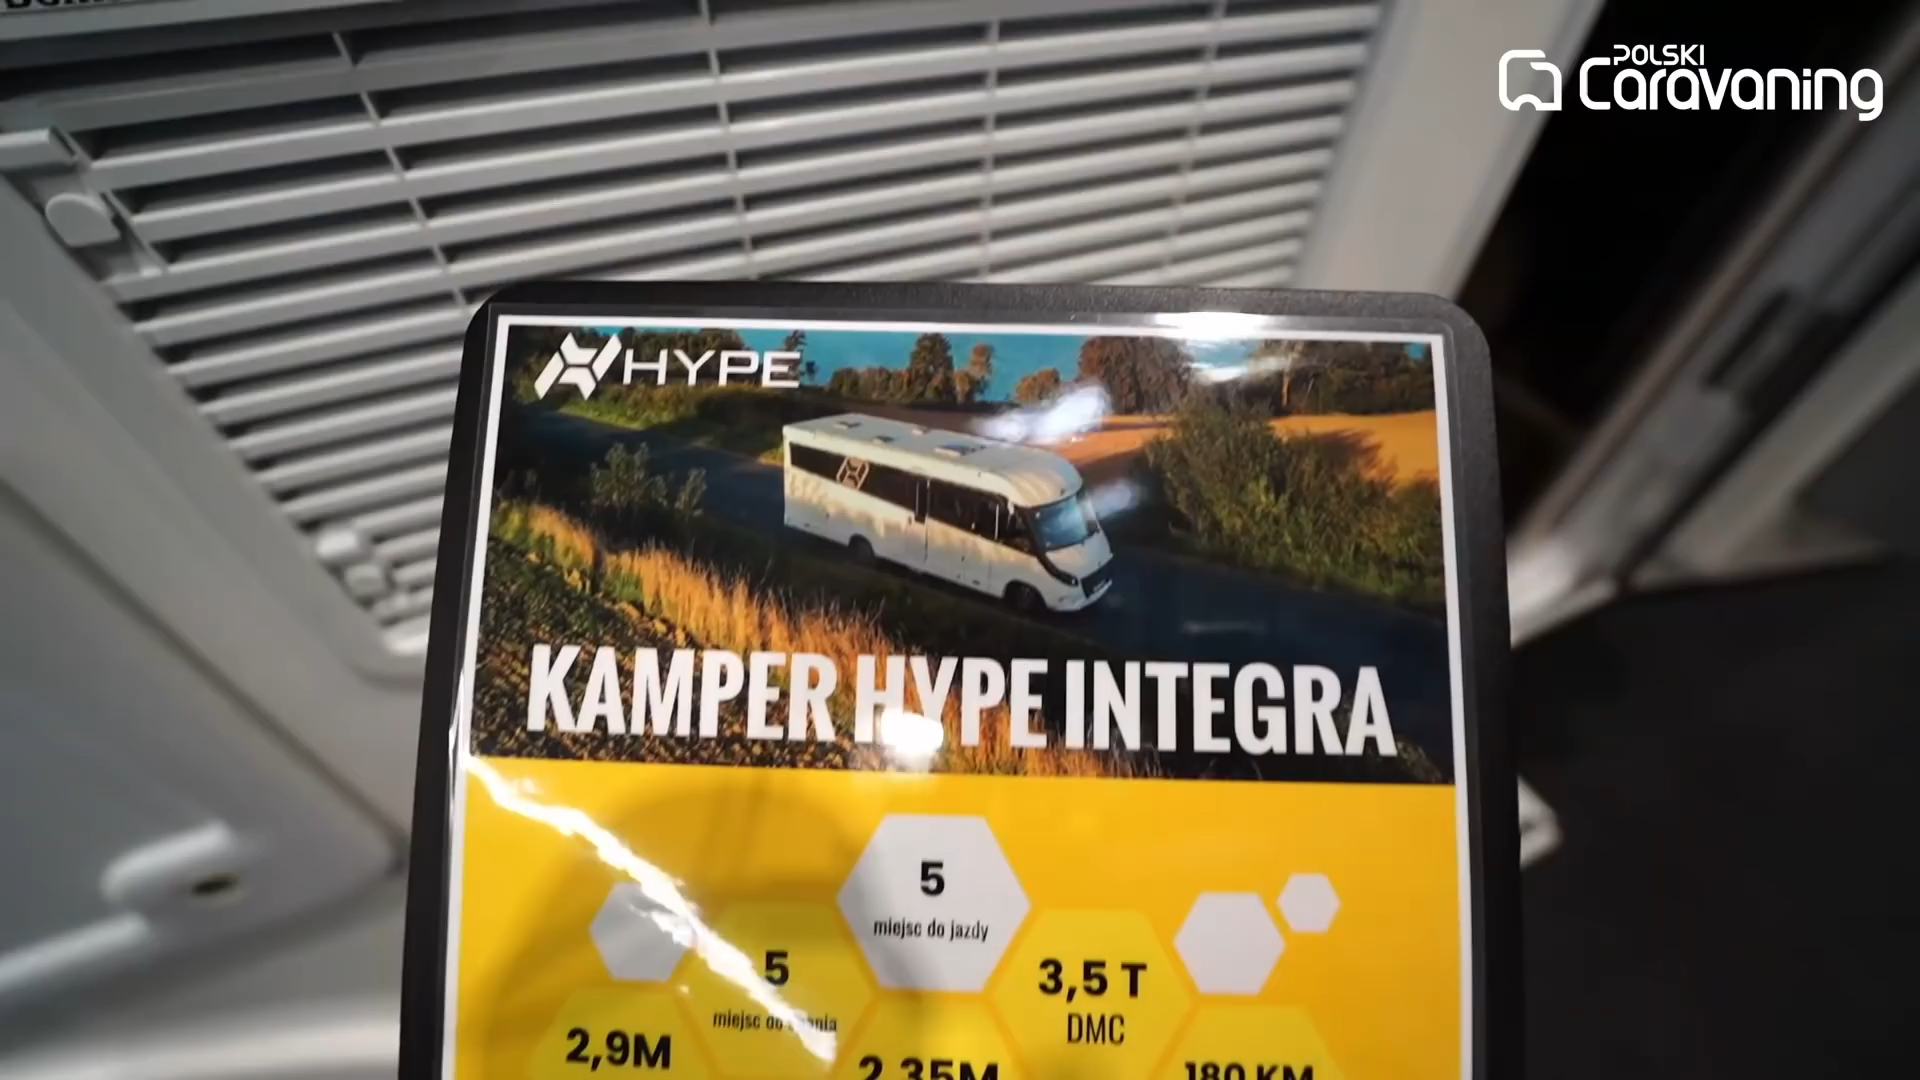 POLSKI
Caravaning
HYPE
KAMPER HYPE INTEGRA
5
miejsc do jazdy
5
miejsc do
3,5 T
DMC
2,9M
2,35M
180 KM